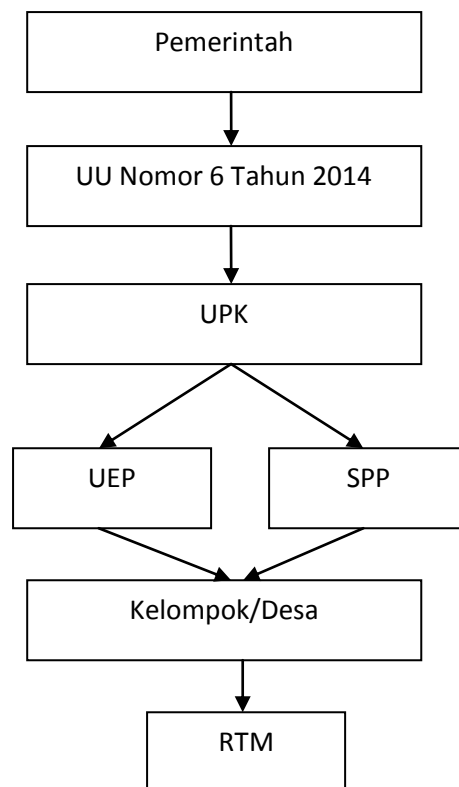 Pemerintah
UU Nomor 6 Tahun 2014
UPK
UEP
SPP
Kelompok/Desa
RTM